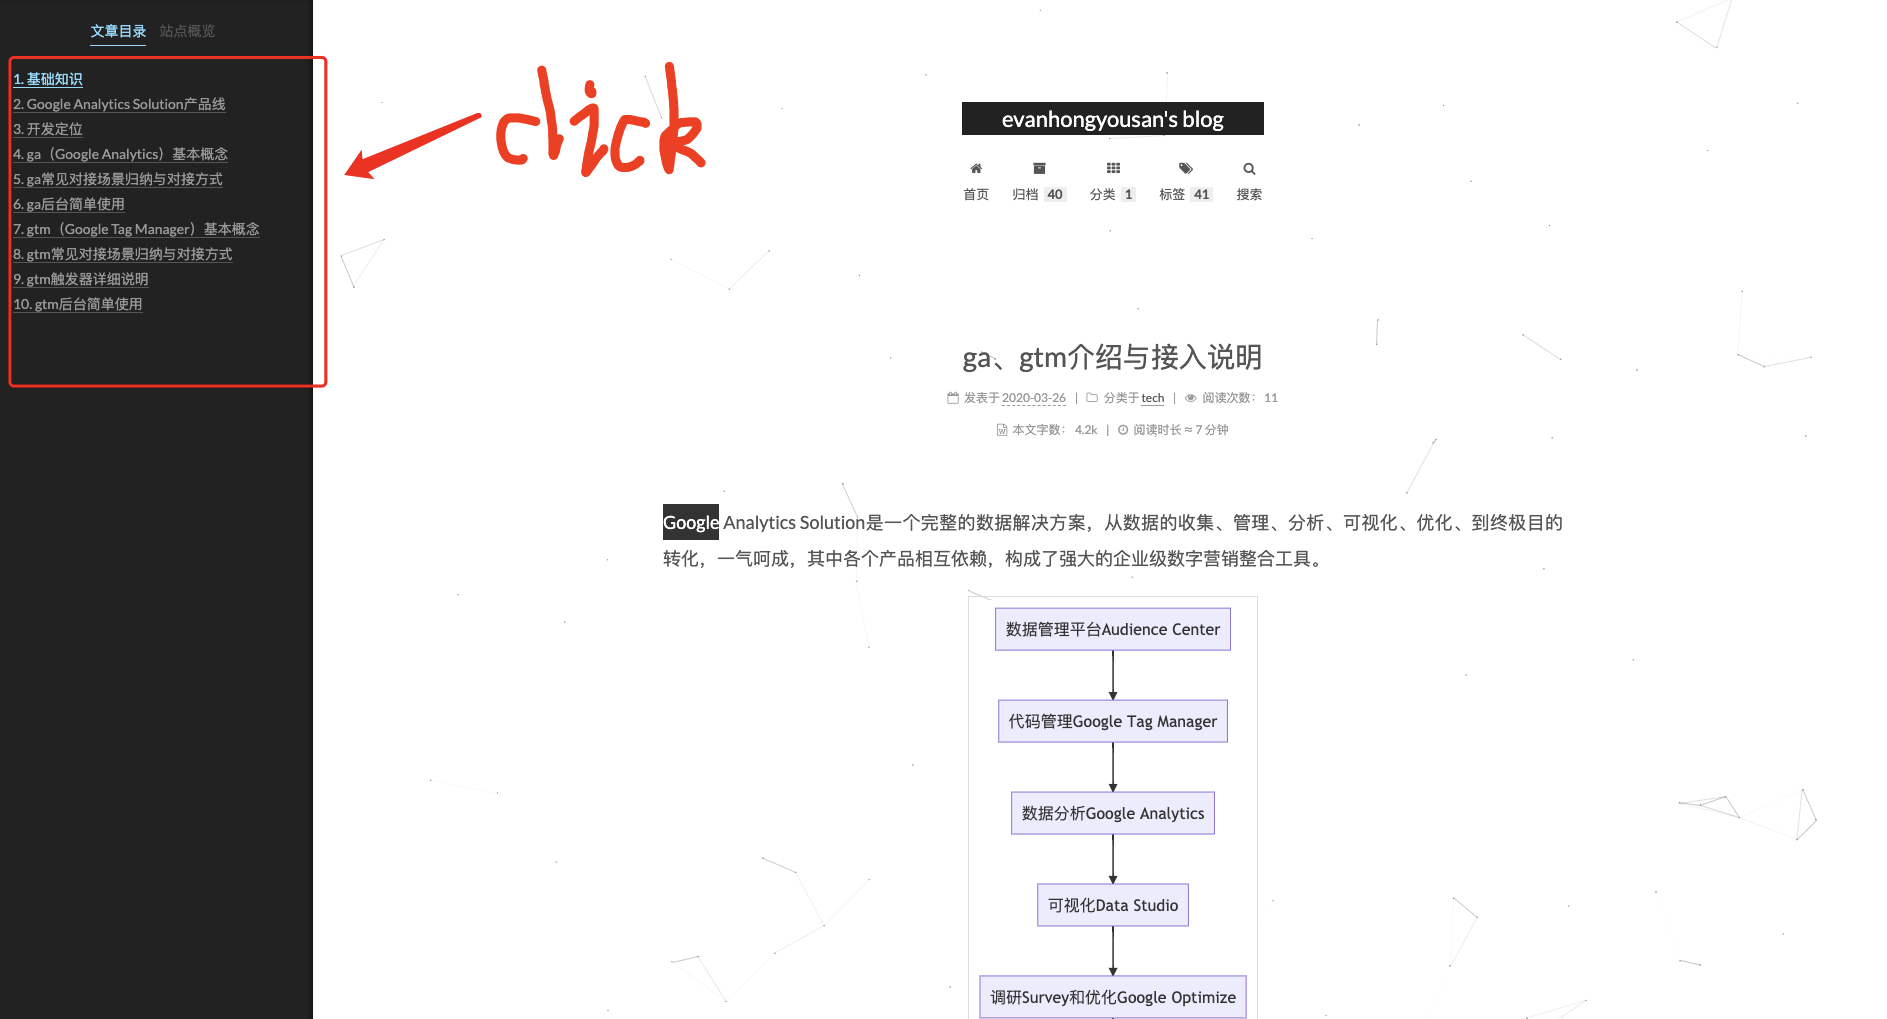 文章目录 站点概览
1. 基础知识
2. Google Analytics Solution产品线
3. 开发定位
4. ga（Google Analytics）基本概念
5. ga常见对接场景归纳与对接方式
6. ga后台简单使用
7. gtm（Google Tag Manager）基本概念
8. gtm常见对接场景归纳与对接方式
9. gtm触发器详细说明
10. gtm后台简单使用
click
evanhongyousan's blog
首页 归档 40 分类 1 标签 41 搜索
ga、gtm介绍与接入说明
发表于 2020-03-26 | 分类于 tech | 阅读次数： 11
本文字数： 4.2k | 阅读时长 ≈ 7 分钟
Google Analytics Solution是一个完整的数据解决方案，从数据的收集、管理、分析、可视化、优化、到终极目的
转化，一气呵成，其中各个产品相互依赖，构成了强大的企业级数字营销整合工具。
数据管理平台Audience Center
代码管理Google Tag Manager
数据分析Google Analytics
可视化Data Studio
调研Survey和优化Google Optimize